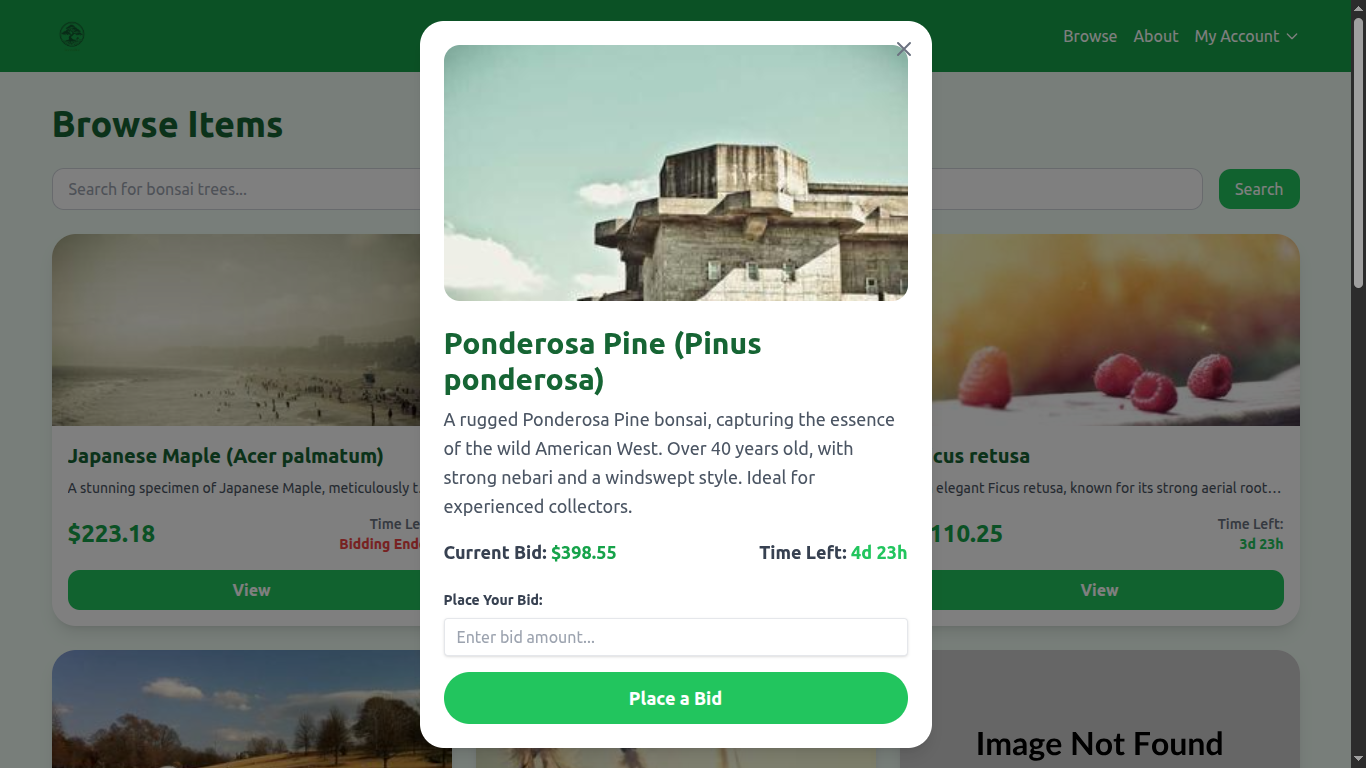 Browse About My Account
Browse Items
Search for bonsai trees...
Search
Japanese Maple (Acer palmatum)
A stunning specimen of Japanese Maple, meticulously t
$223.18
Time Le
Bidding End
View
Ponderosa Pine (Pinus
ponderosa)
A rugged Ponderosa Pine bonsai, capturing the essence
of the wild American West. Over 40 years old, with
strong nebari and a windswept style. Ideal for
experienced collectors.
Current Bid: $398.55
Time Left: 4d 23h
Place Your Bid:
Enter bid amount...
Place a Bid
cus retusa
elegant Ficus retusa, known for its strong aerial root...
110.25
Time Left:
3d 23h
View
Image Not Found